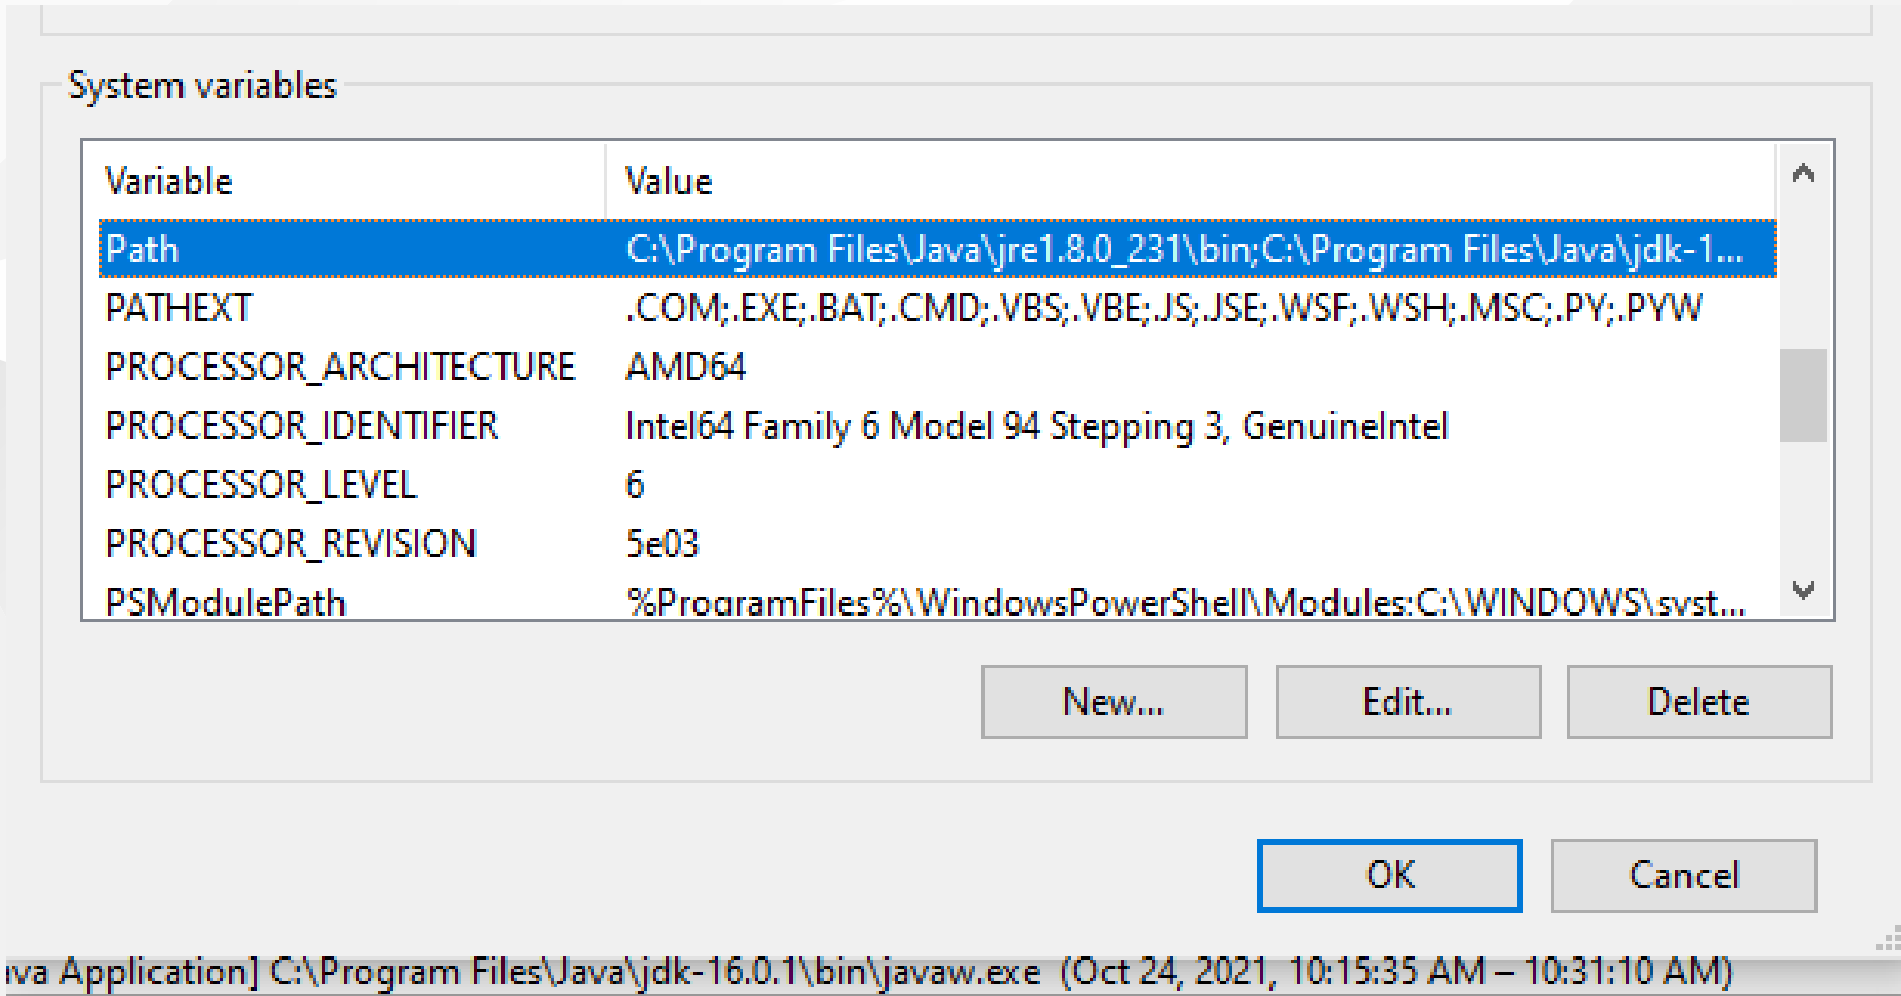 System variables
Variable Value
Path C:\Program Files\Java\jre1.8.0_231\bin;C:\Program Files\Java\jdk-1...
PATHEXT .COM;.EXE;.BAT;.CMD;.VBS;.VBE;.JS;.JSE;.WSF;.WSH;.MSC;.PY;.PYW
PROCESSOR_ARCHITECTURE AMD64
PROCESSOR_IDENTIFIER Intel64 Family 6 Model 94 Stepping 3, GenuineIntel
PROCESSOR_LEVEL 6
PROCESSOR_REVISION 5e03
PSModulePath %ProgramFiles%\WindowsPowerShell\Modules;C:\WINDOWS\syst...
New... Edit... Delete
OK Cancel
ava Application] C:\Program Files\Java\jdk-16.0.1\bin\javaw.exe (Oct 24, 2021, 10:15:35 AM – 10:31:10 AM)